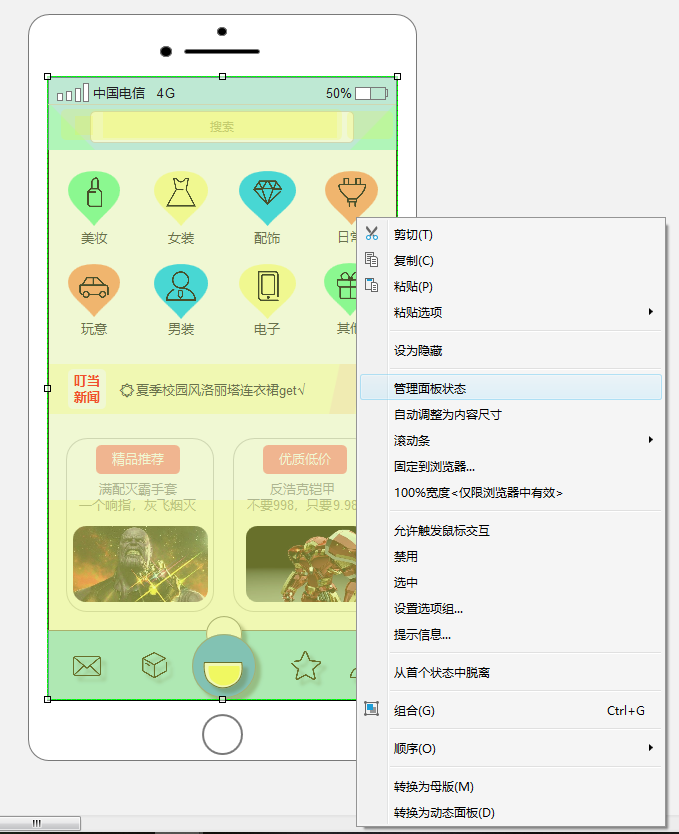 中国电信 4G 50%
搜索
美妆 女装 配饰 日常
玩意 男装 电子 其他
叮当
新闻
夏季校园风洛丽塔连衣裙get√
精品推荐 优质低价
满配灭霸手套 反浩克铠甲
一个响指，灰飞烟灭 不要998，只要9.98
剪切(T)
复制(C)
粘贴(P)
粘贴选项
设为隐藏
管理面板状态
自动调整为内容尺寸
滚动条
固定到浏览器...
100%宽度<仅限浏览器中有效>
允许触发鼠标交互
禁用
选中
设置选项组...
提示信息...
从首个状态中脱离
组合(G) Ctrl+G
顺序(O)
转换为母版(M)
转换为动态面板(D)